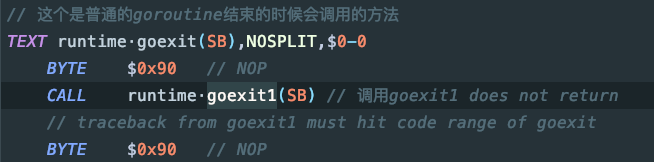 // 这个是普通的goroutine结束的时候会调用的方法
TEXT runtime·goexit(SB),NOSPLIT,$0-0
BYTE $0x90 // NOP
CALL runtime·goexit1(SB) // 调用goexit1 does not return
// traceback from goexit1 must hit code range of goexit
BYTE $0x90 // NOP